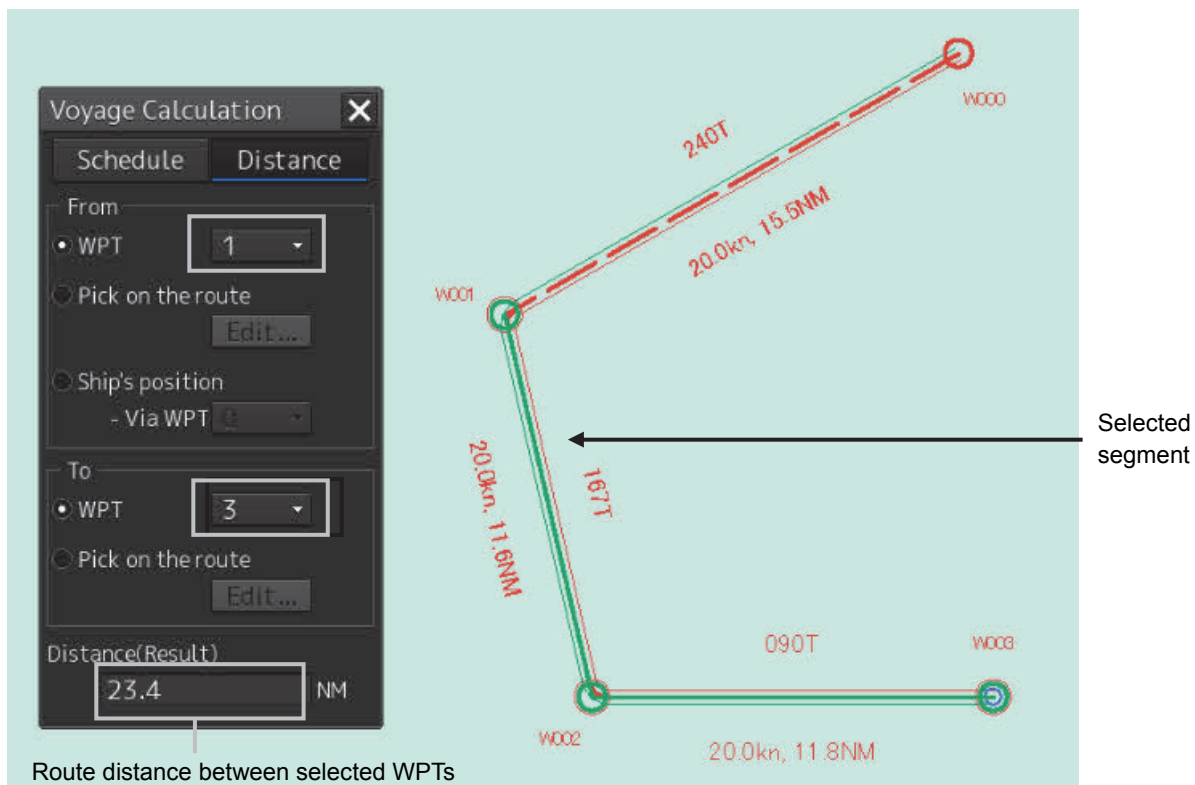 Voyage Calculation
Schedule Distance
From
WPT 1
Pick on the route
Edit...
Ship's position
- Via WPT
To
WPT 3
Pick on the route
Edit...
Distance(Result)
23.4 NM
Route distance between selected WPTs
W000
240T
20.0kn, 15.5NM
W001
167T
20.0kn, 11.6NM
Selected
segment
090T
W003
W002
20.0kn, 11.8NM